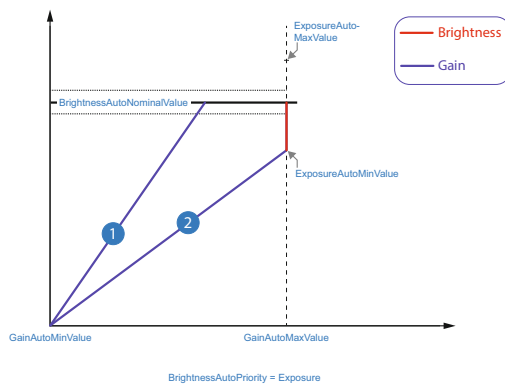 ExposureAuto-
MaxValue
Brightness
Gain
BrightnessAutoNominalValue
ExposureAutoMinValue
1
2
GainAutoMinValue
GainAutoMaxValue
BrightnessAutoPriority = Exposure